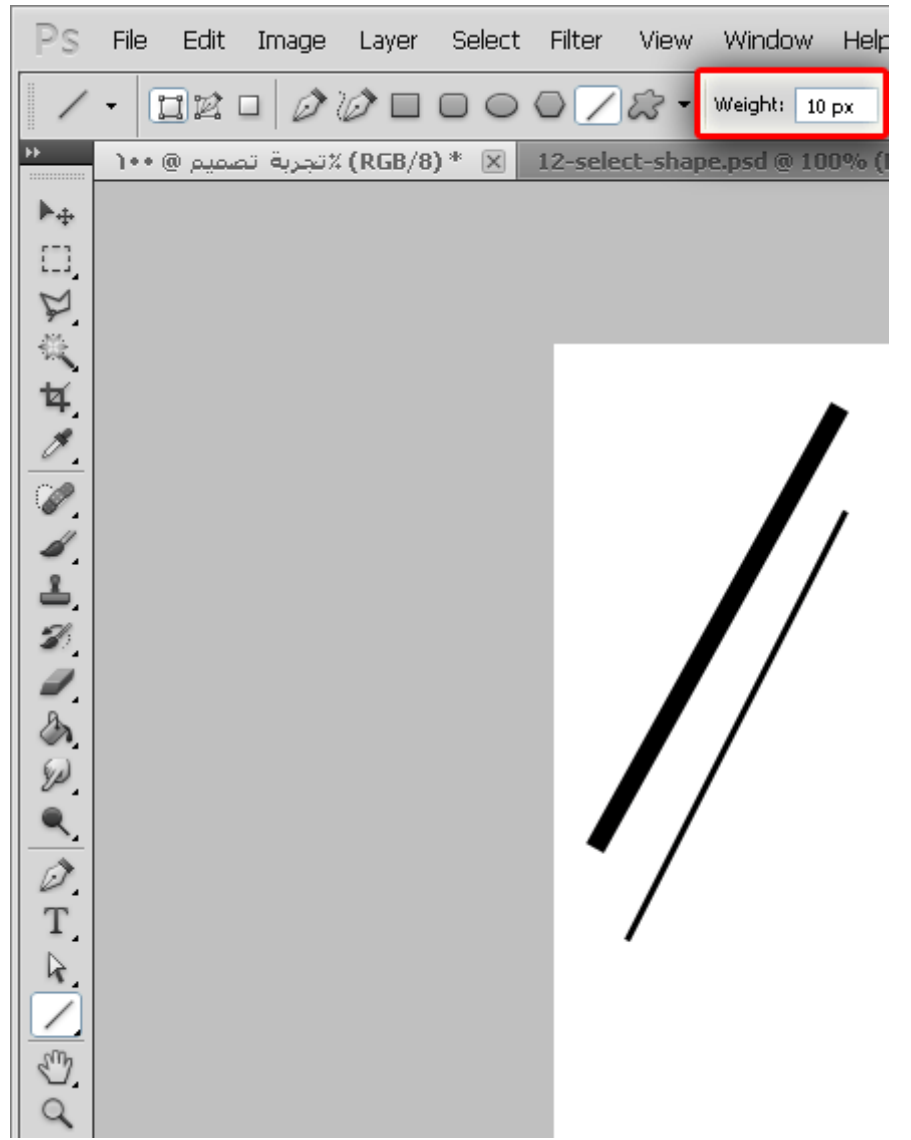 Ps File Edit Image Layer Select Filter View Window Help
Weight: 10 px
تجربة تصميم @ ١٠٠٪ (RGB/8) * 12-select-shape.psd @ 100% (
T